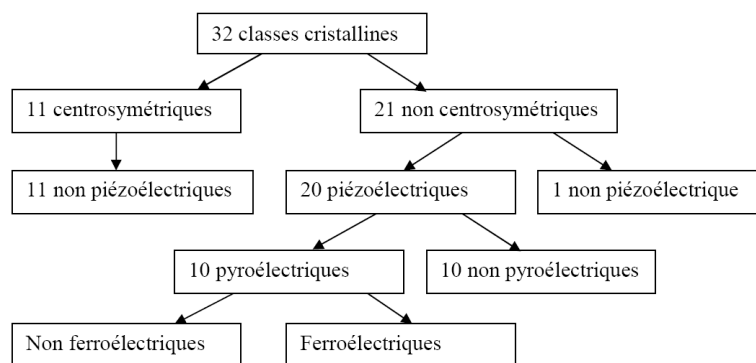 32 classes cristallines
11 centrosymétriques
21 non centrosymétriques
11 non piézoélectriques
20 piézoélectriques
1 non piézoélectrique
10 pyroélectriques
10 non pyroélectriques
Non ferroélectriques
Ferroélectriques